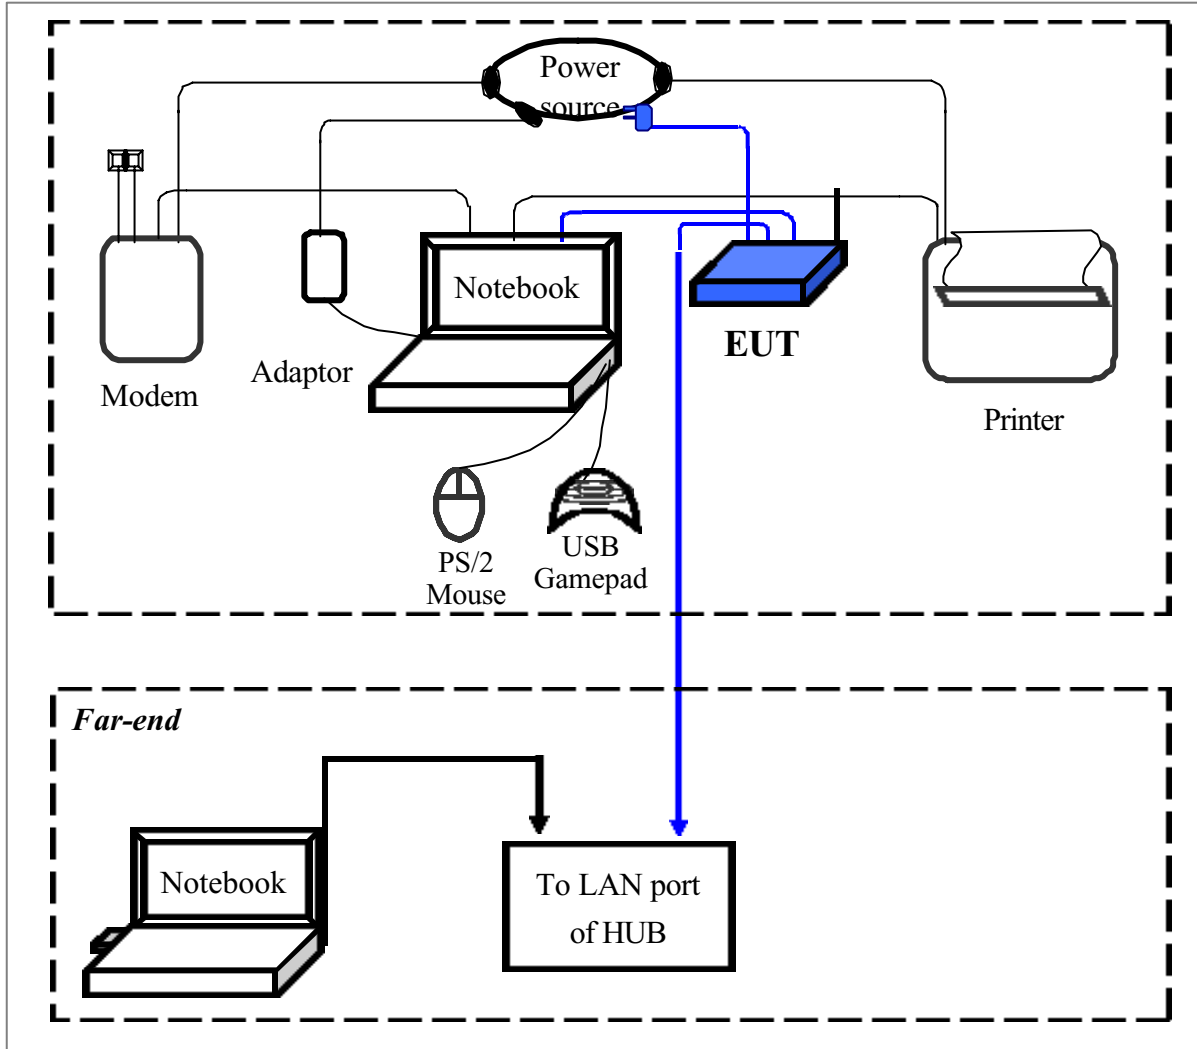 Power
source
Notebook
EUT
Adaptor
Modem
Printer
PS/2
Mouse
USB
Gamepad
Far-end
Notebook
To LAN port
of HUB